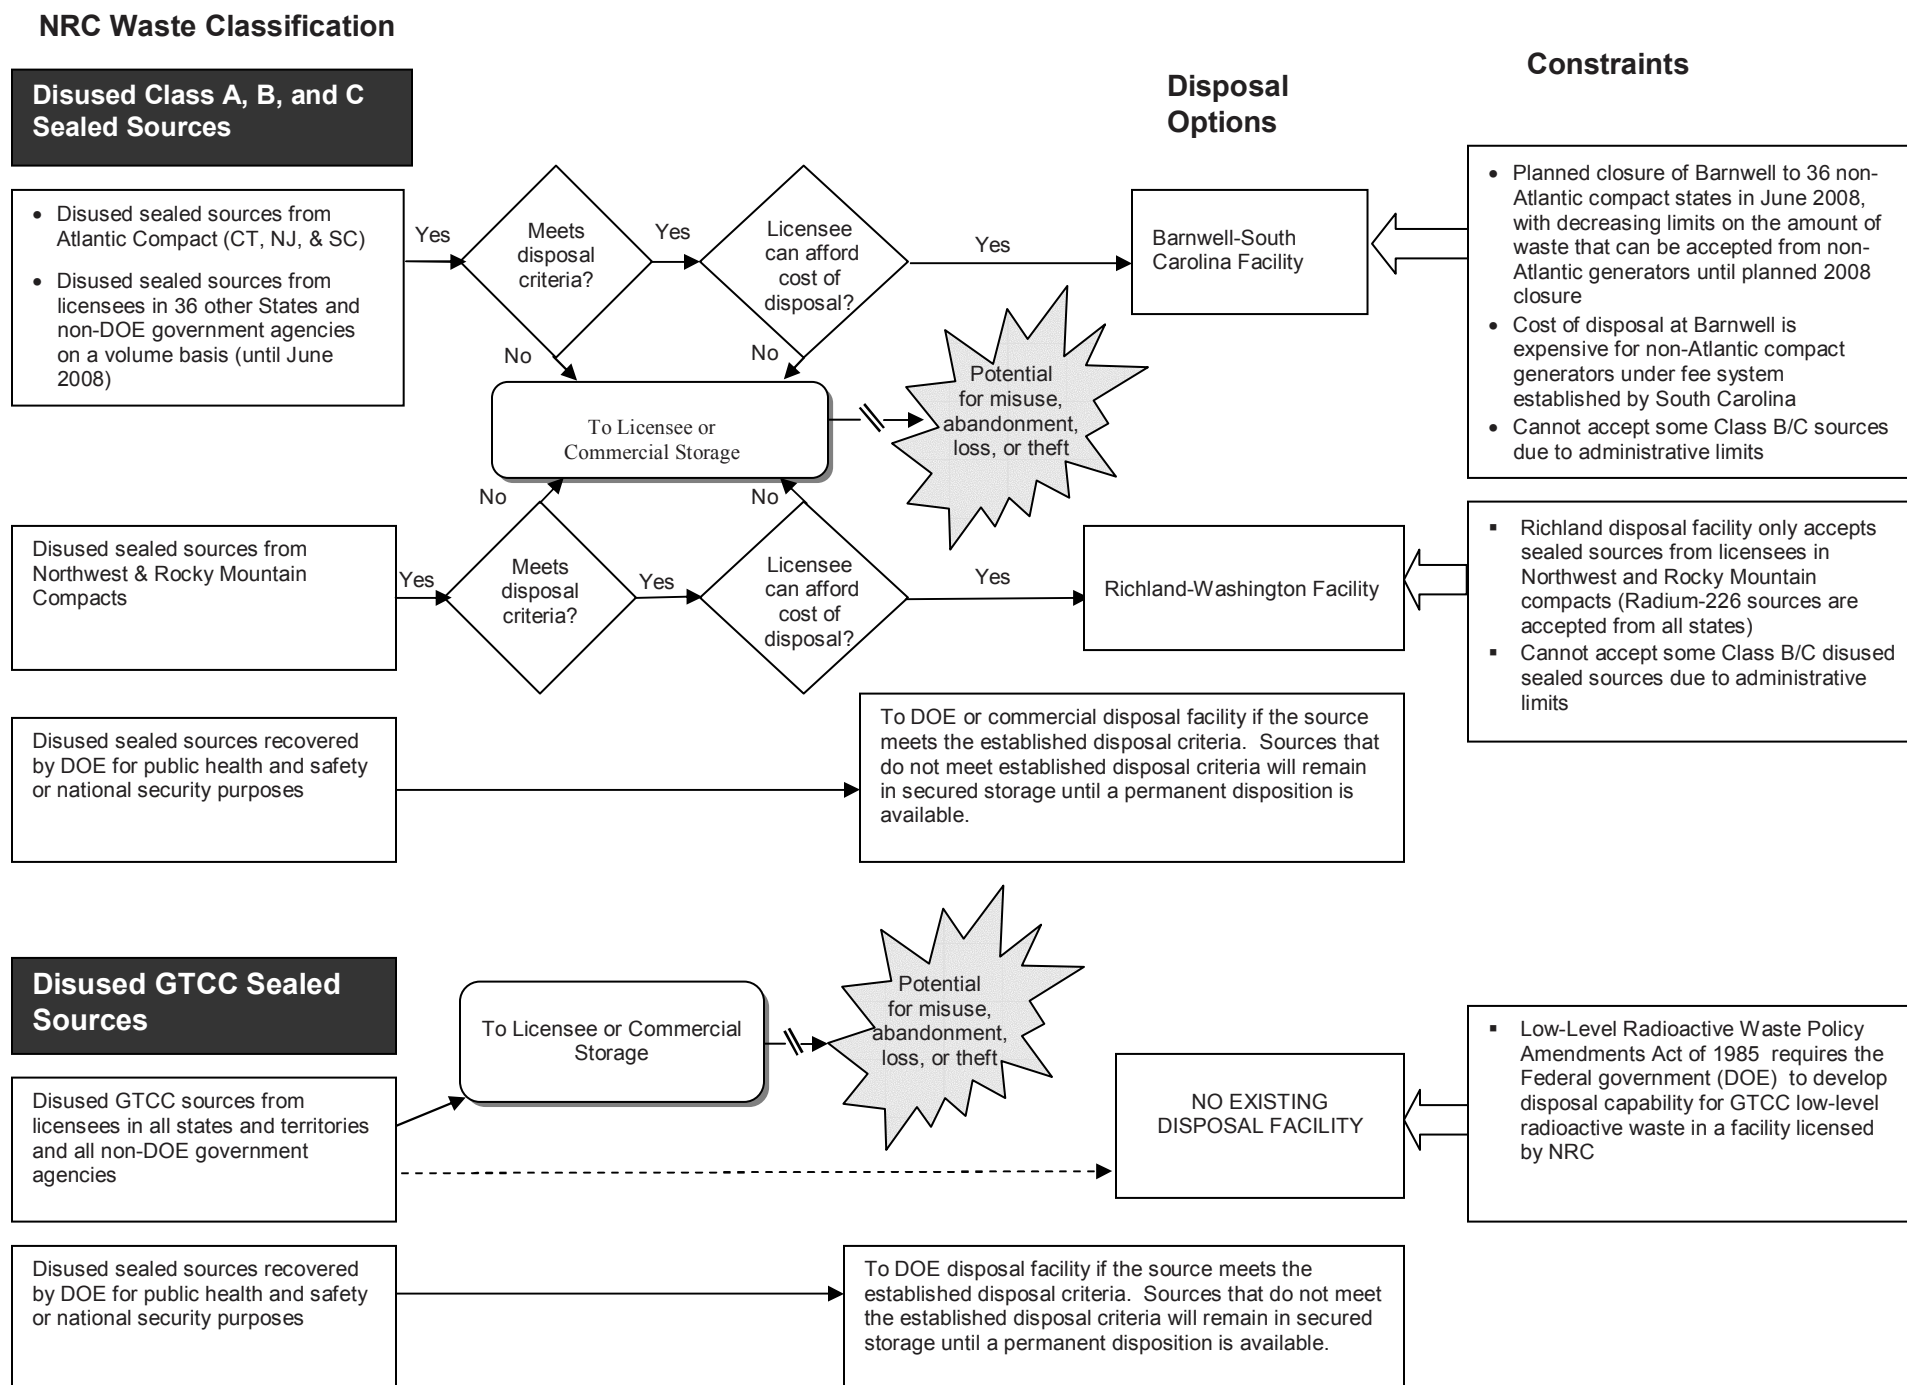 NRC Waste Classification
Disposal
Options
Constraints
Disused Class A, B, and C
Sealed Sources
• Disused sealed sources from
Atlantic Compact (CT, NJ, & SC)
• Disused sealed sources from
licensees in 36 other States and
non-DOE government agencies
on a volume basis (until June
2008)
Yes
Meets
disposal
criteria?
Yes
Licensee
can afford
cost of
disposal?
Yes
Barnwell-South
Carolina Facility
• Planned closure of Barnwell to 36 non-
Atlantic compact states in June 2008,
with decreasing limits on the amount of
waste that can be accepted from non-
Atlantic generators until planned 2008
closure
• Cost of disposal at Barnwell is
expensive for non-Atlantic compact
generators under fee system
established by South Carolina
• Cannot accept some Class B/C sources
due to administrative limits
No
No
To Licensee or
Commercial Storage
Potential
for misuse,
abandonment,
loss, or theft
No
No
Disused sealed sources from
Northwest & Rocky Mountain
Compacts
Yes
Meets
disposal
criteria?
Yes
Licensee
can afford
cost of
disposal?
Yes
Richland-Washington Facility
▪ Richland disposal facility only accepts
sealed sources from licensees in
Northwest and Rocky Mountain
compacts (Radium-226 sources are
accepted from all states)
▪ Cannot accept some Class B/C disused
sealed sources due to administrative
limits
Disused sealed sources recovered
by DOE for public health and safety
or national security purposes
To DOE or commercial disposal facility if the source
meets the established disposal criteria. Sources that
do not meet established disposal criteria will remain
in secured storage until a permanent disposition is
available.
Disused GTCC Sealed
Sources
To Licensee or Commercial
Storage
Potential
for misuse,
abandonment,
loss, or theft
Disused GTCC sources from
licensees in all states and territories
and all non-DOE government
agencies
NO EXISTING
DISPOSAL FACILITY
▪ Low-Level Radioactive Waste Policy
Amendments Act of 1985 requires the
Federal government (DOE) to develop
disposal capability for GTCC low-level
radioactive waste in a facility licensed
by NRC
Disused sealed sources recovered
by DOE for public health and safety
or national security purposes
To DOE disposal facility if the source meets the
established disposal criteria. Sources that do not meet
the established disposal criteria will remain in secured
storage until a permanent disposition is available.